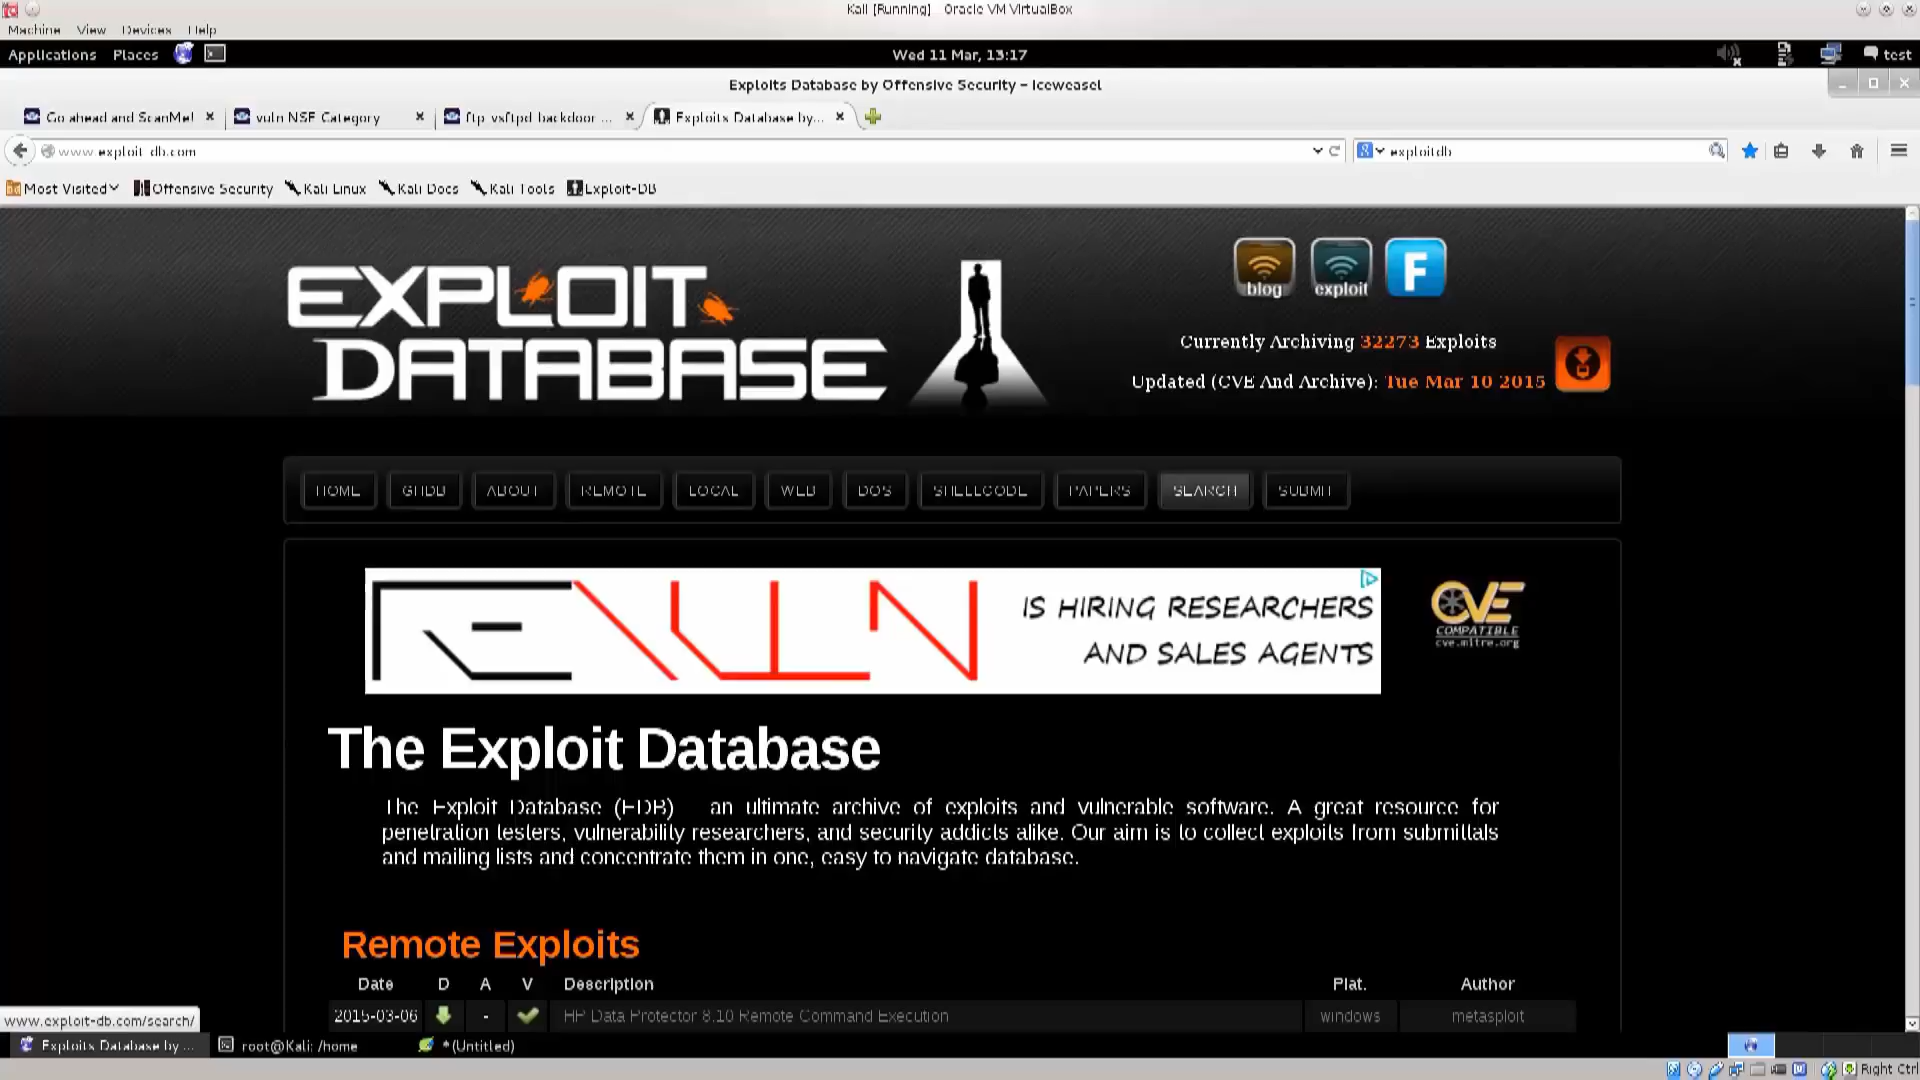 Kali [Running] - Oracle VM VirtualBox
Machine View Devices Help
Applications Places Wed 11 Mar, 13:17 test
Exploits Database by Offensive Security - Iceweasel
Go ahead and ScanMe! vuln NSE Category ftp-vsftpd-backdoor ... Exploits Database by...
www.exploit-db.com exploitdb
Most Visited Offensive Security Kali Linux Kali Docs Kali Tools Exploit-DB
EXPLOIT
DATABASE
blog exploit F
Currently Archiving 32273 Exploits
Updated (CVE And Archive): Tue Mar 10 2015
HOME GHDB ABOUT REMOTE LOCAL WEB DOS SHELLCODE PAPERS SEARCH SUBMIT
REVULN IS HIRING RESEARCHERS
AND SALES AGENTS
CVE
COMPATIBLE
cve.mitre.org
The Exploit Database
The Exploit Database (EDB) – an ultimate archive of exploits and vulnerable software. A great resource for
penetration testers, vulnerability researchers, and security addicts alike. Our aim is to collect exploits from submittals
and mailing lists and concentrate them in one, easy to navigate database.
Remote Exploits
Date D A V Description Plat. Author
2015-03-06 - HP Data Protector 8.10 Remote Command Execution windows metasploit
www.exploit-db.com/search/
Exploits Database by ... root@Kali: /home *(Untitled)
Right Ctrl